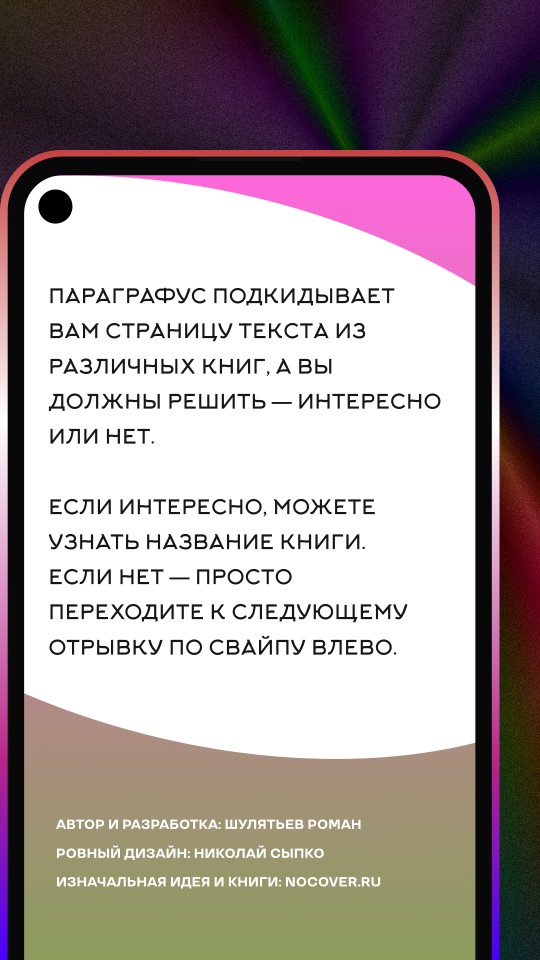 ПАРАГРАФУС ПОДКИДЫВАЕТ
ВАМ СТРАНИЦУ ТЕКСТА ИЗ
РАЗЛИЧНЫХ КНИГ, А ВЫ
ДОЛЖНЫ РЕШИТЬ — ИНТЕРЕСНО
ИЛИ НЕТ.
ЕСЛИ ИНТЕРЕСНО, МОЖЕТЕ
УЗНАТЬ НАЗВАНИЕ КНИГИ.
ЕСЛИ НЕТ — ПРОСТО
ПЕРЕХОДИТЕ К СЛЕДУЮЩЕМУ
ОТРЫВКУ ПО СВАЙПУ ВЛЕВО.
АВТОР И РАЗРАБОТКА: ШУЛЯТЬЕВ РОМАН
РОВНЫЙ ДИЗАЙН: НИКОЛАЙ СЫПКО
ИЗНАЧАЛЬНАЯ ИДЕЯ И КНИГИ: NOCOVER.RU